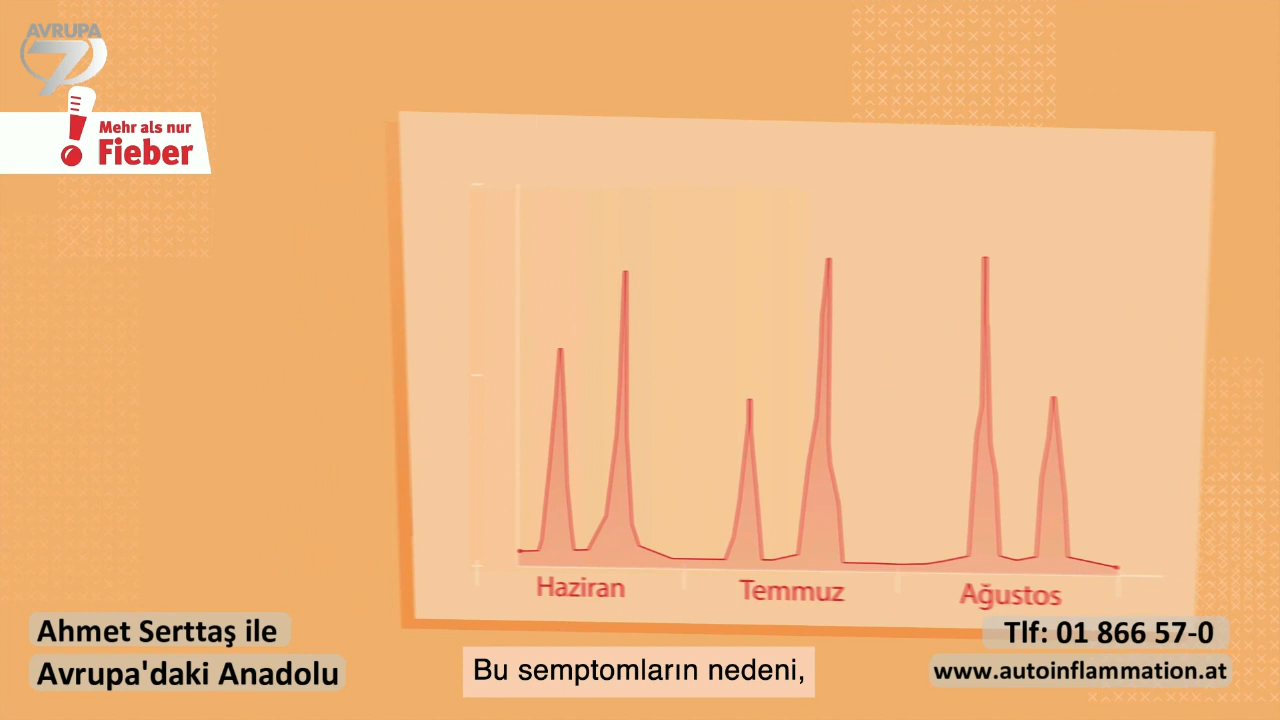 AVRUPA
7
Mehr als nur
Fieber
Haziran
Temmuz
Ağustos
Ahmet Serttaş ile
Avrupa'daki Anadolu
Bu semptomların nedeni,
Tlf: 01 866 57-0
www.autoinflammation.at